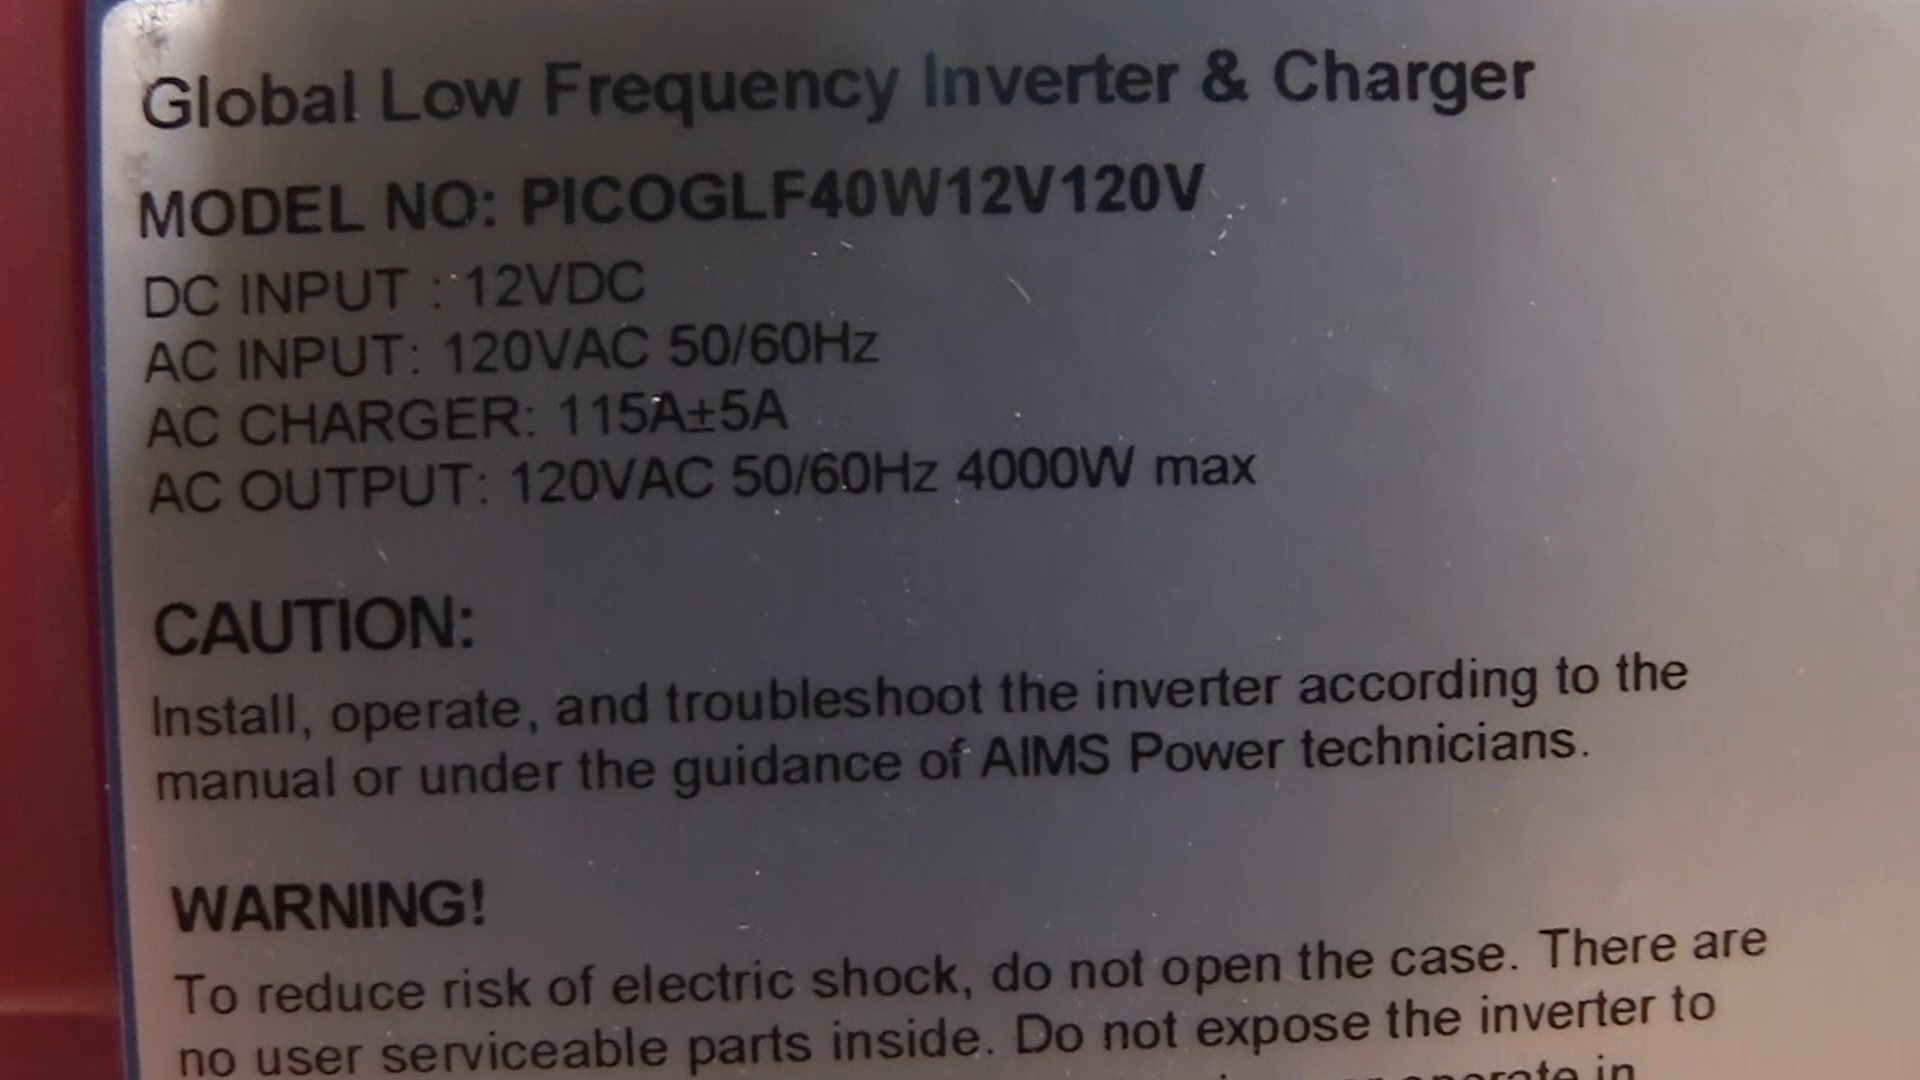 Global Low Frequency Inverter & Charger
MODEL NO: PICOGLF40W12V120V
DC INPUT : 12VDC
AC INPUT: 120VAC 50/60Hz
AC CHARGER: 115A±5A
AC OUTPUT: 120VAC 50/60Hz 4000W max
CAUTION:
Install, operate, and troubleshoot the inverter according to the
manual or under the guidance of AIMS Power technicians.
WARNING!
To reduce risk of electric shock, do not open the case. There are
no user serviceable parts inside. Do not expose the inverter to
operate in